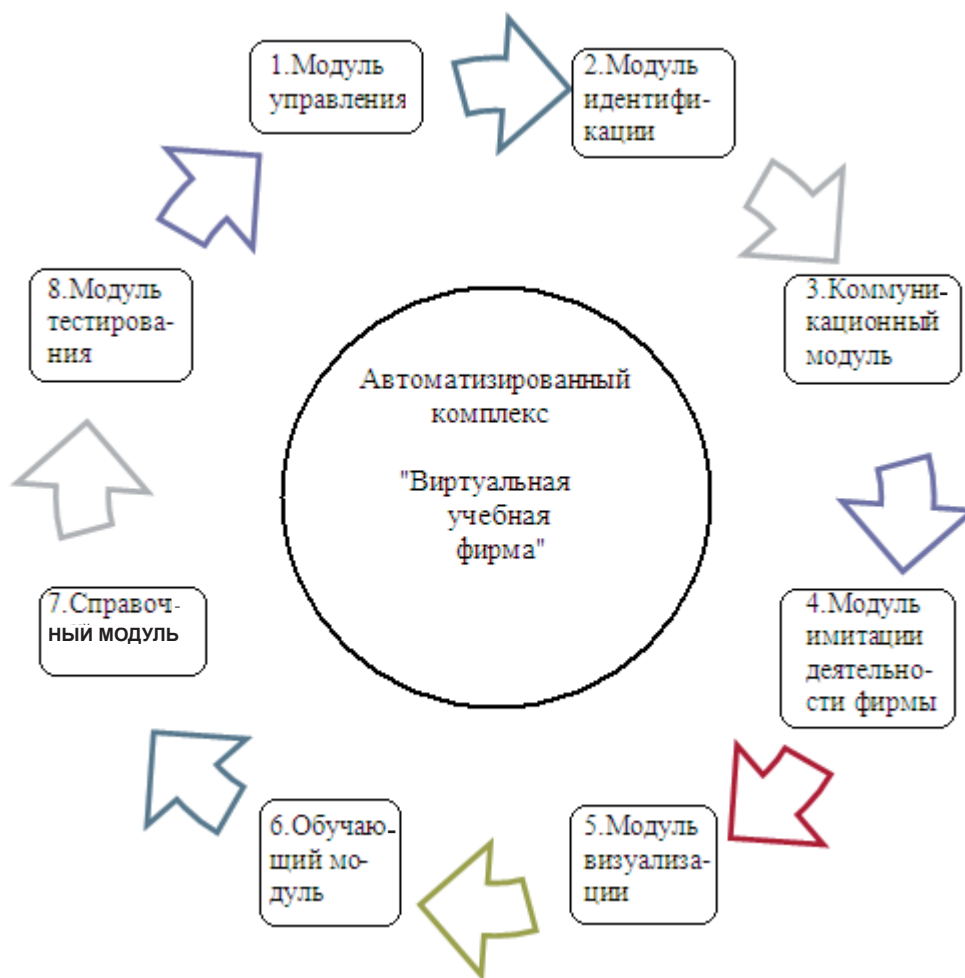 1.Модуль
управления
2.Модуль
идентифи-
кации
3.Коммуни-
кационный
модуль
4.Модуль
имитации
деятельно-
сти фирмы
5.Модуль
визуализа-
ции
6.Обучаю-
щий мо-
дуль
7.Справоч-
НЫЙ МОДУЛЬ
8.Модуль
тестирова-
ния
Автоматизированный
комплекс
"Виртуальная
учебная
фирма"